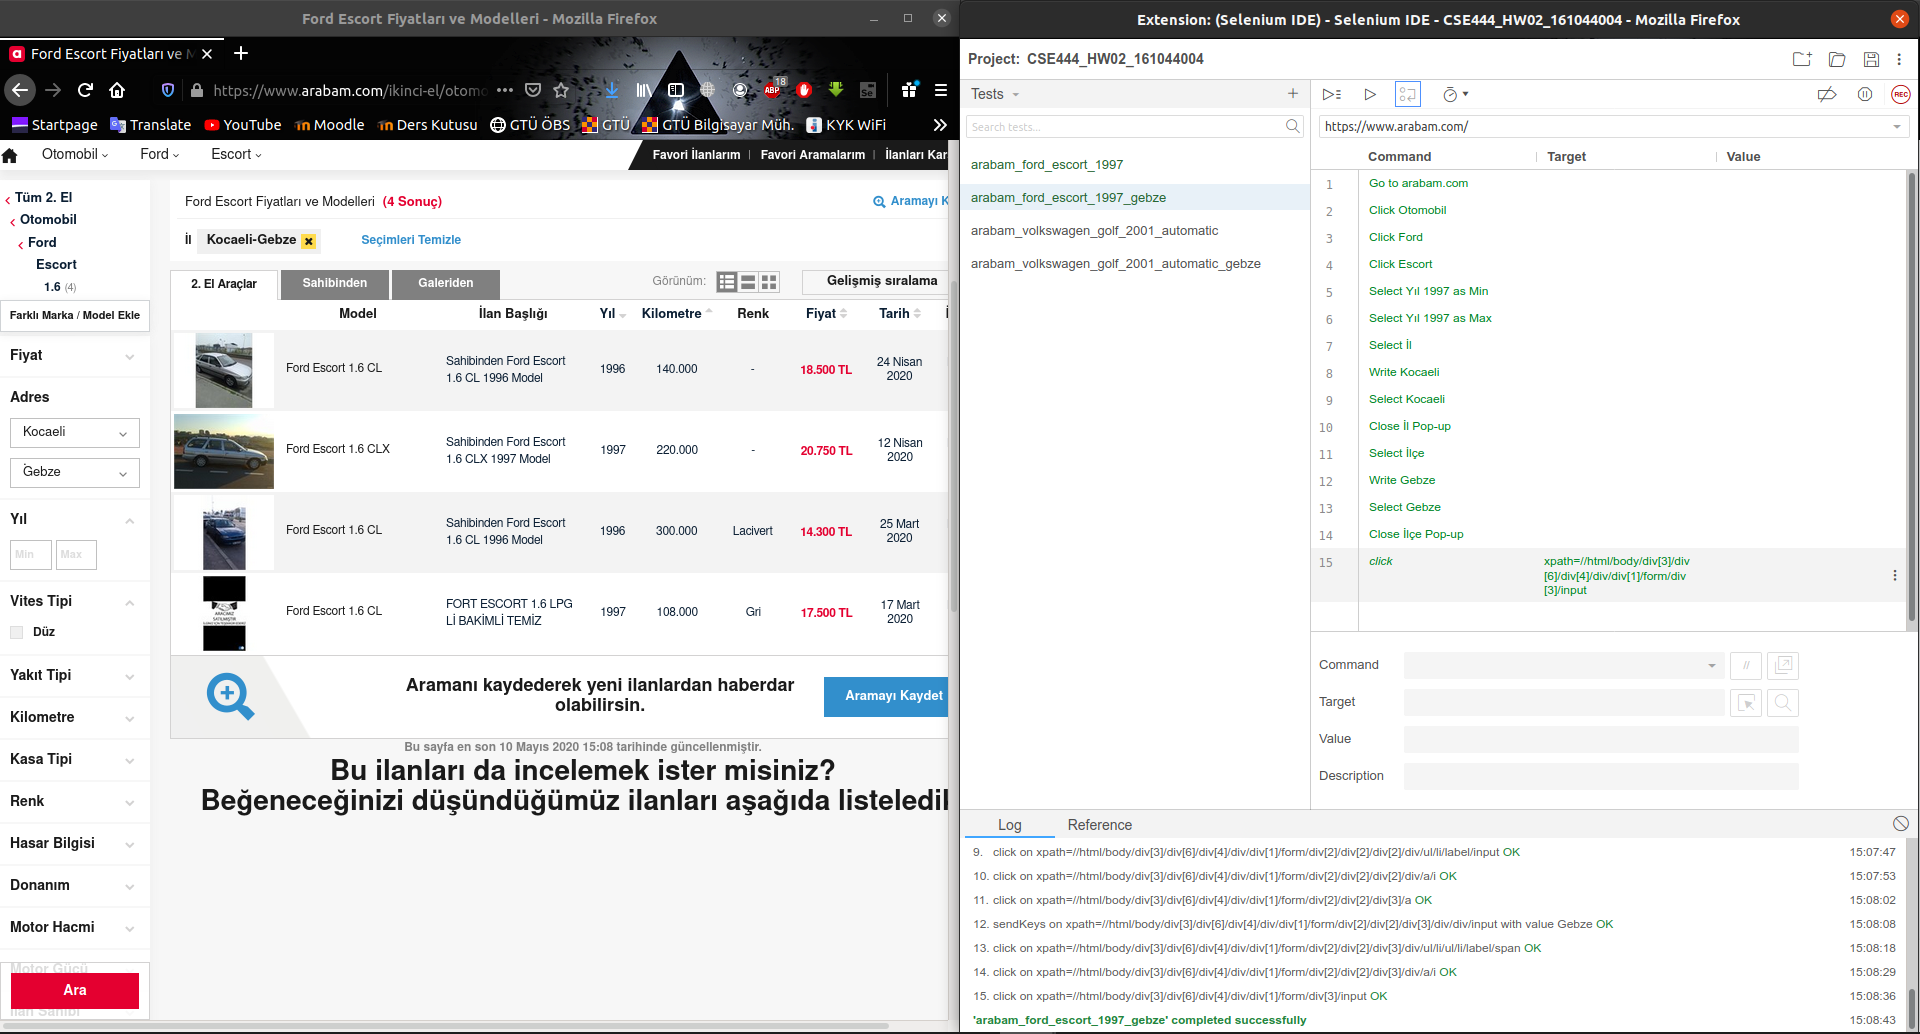 Ford Escort Fiyatları ve Modelleri - Mozilla Firefox
Ford Escort Fiyatları ve M
https://www.arabam.com/ikinci-el/otomo
18
ABP
Se
Startpage
Translate
YouTube
Moodle
Ders Kutusu
GTÜ ÖBS
GTÜ
GTÜ Bilgisayar Müh.
KYK WiFi
Otomobil
Ford
Escort
Favori İlanlarım
Favori Aramalarım
İlanları Kar
Tüm 2. El
Otomobil
Ford
Escort
1.6 (4)
Farklı Marka / Model Ekle
Fiyat
Adres
Kocaeli
Gebze
Yıl
Min
Max
Vites Tipi
Düz
Yakıt Tipi
Kilometre
Kasa Tipi
Renk
Hasar Bilgisi
Donanım
Motor Hacmi
Motor Gücü
Ara
İlan Sahibi
Ford Escort Fiyatları ve Modelleri (4 Sonuç)
Aramayı K
İl
Kocaeli-Gebze
Seçimleri Temizle
2. El Araçlar
Sahibinden
Galeriden
Görünüm:
Gelişmiş sıralama
Model İlan Başlığı Yıl Kilometre Renk Fiyat Tarih İ
Ford Escort 1.6 CL
Sahibinden Ford Escort
1.6 CL 1996 Model
1996
140.000
-
18.500 TL
24 Nisan
2020
Ford Escort 1.6 CLX
Sahibinden Ford Escort
1.6 CLX 1997 Model
1997
220.000
-
20.750 TL
12 Nisan
2020
Ford Escort 1.6 CL
Sahibinden Ford Escort
1.6 CL 1996 Model
1996
300.000
Lacivert
14.300 TL
25 Mart
2020
Ford Escort 1.6 CL
FORT ESCORT 1.6 LPG
Lİ BAKİMLİ TEMİZ
1997
108.000
Gri
17.500 TL
17 Mart
2020
Aramanı kaydederek yeni ilanlardan haberdar
olabilirsin.
Aramayı Kaydet
Bu sayfa en son 10 Mayıs 2020 15:08 tarihinde güncellenmiştir.
Bu ilanları da incelemek ister misiniz?
Beğeneceğinizi düşündüğümüz ilanları aşağıda listeledik
Extension: (Selenium IDE) - Selenium IDE - CSE444_HW02_161044004 - Mozilla Firefox
Project: CSE444_HW02_161044004
Tests
Search tests...
arabam_ford_escort_1997
arabam_ford_escort_1997_gebze
arabam_volkswagen_golf_2001_automatic
arabam_volkswagen_golf_2001_automatic_gebze
REC
https://www.arabam.com/
Command Target Value
1 Go to arabam.com
2 Click Otomobil
3 Click Ford
4 Click Escort
5 Select Yıl 1997 as Min
6 Select Yıl 1997 as Max
7 Select İl
8 Write Kocaeli
9 Select Kocaeli
10 Close İl Pop-up
11 Select İlçe
12 Write Gebze
13 Select Gebze
14 Close İlçe Pop-up
15 click xpath=//html/body/div[3]/div
[6]/div[4]/div/div[1]/form/div
[3]/input
Command
//
Target
Value
Description
Log
Reference
9. click on xpath=//html/body/div[3]/div[6]/div[4]/div/div[1]/form/div[2]/div[2]/div[2]/div/ul/li/label/input OK 15:07:47
10. click on xpath=//html/body/div[3]/div[6]/div[4]/div/div[1]/form/div[2]/div[2]/div[2]/div/a/i OK 15:07:53
11. click on xpath=//html/body/div[3]/div[6]/div[4]/div/div[1]/form/div[2]/div[2]/div[3]/a OK 15:08:02
12. sendKeys on xpath=//html/body/div[3]/div[6]/div[4]/div/div[1]/form/div[2]/div[2]/div[3]/div/div/input with value Gebze OK 15:08:08
13. click on xpath=//html/body/div[3]/div[6]/div[4]/div/div[1]/form/div[2]/div[2]/div[3]/div/ul/li/ul/li/label/span OK 15:08:18
14. click on xpath=//html/body/div[3]/div[6]/div[4]/div/div[1]/form/div[2]/div[2]/div[3]/div/a/i OK 15:08:29
15. click on xpath=//html/body/div[3]/div[6]/div[4]/div/div[1]/form/div[3]/input OK 15:08:36
'arabam_ford_escort_1997_gebze' completed successfully 15:08:43